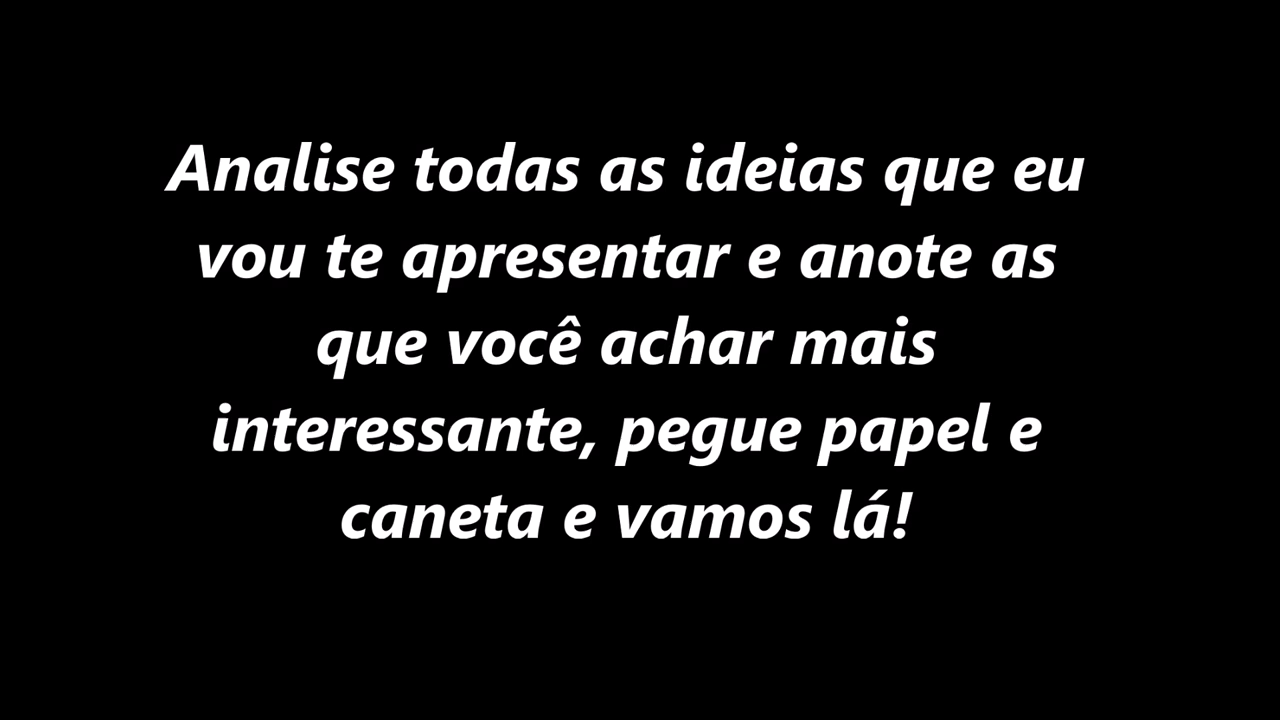 Analise todas as ideias que eu
vou te apresentar e anote as
que você achar mais
interessante, pegue papel e
caneta e vamos lá!